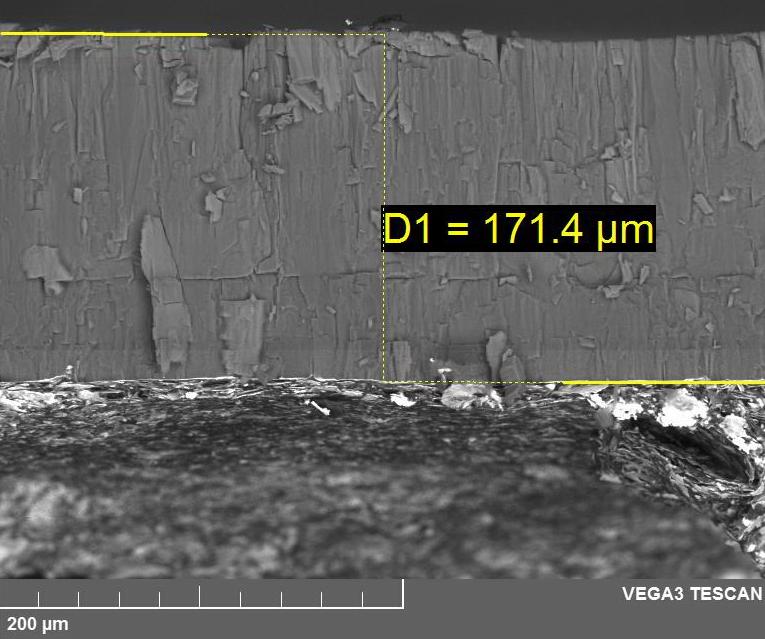 D1 = 171.4 µm
VEGA3 TESCAN
200 µm